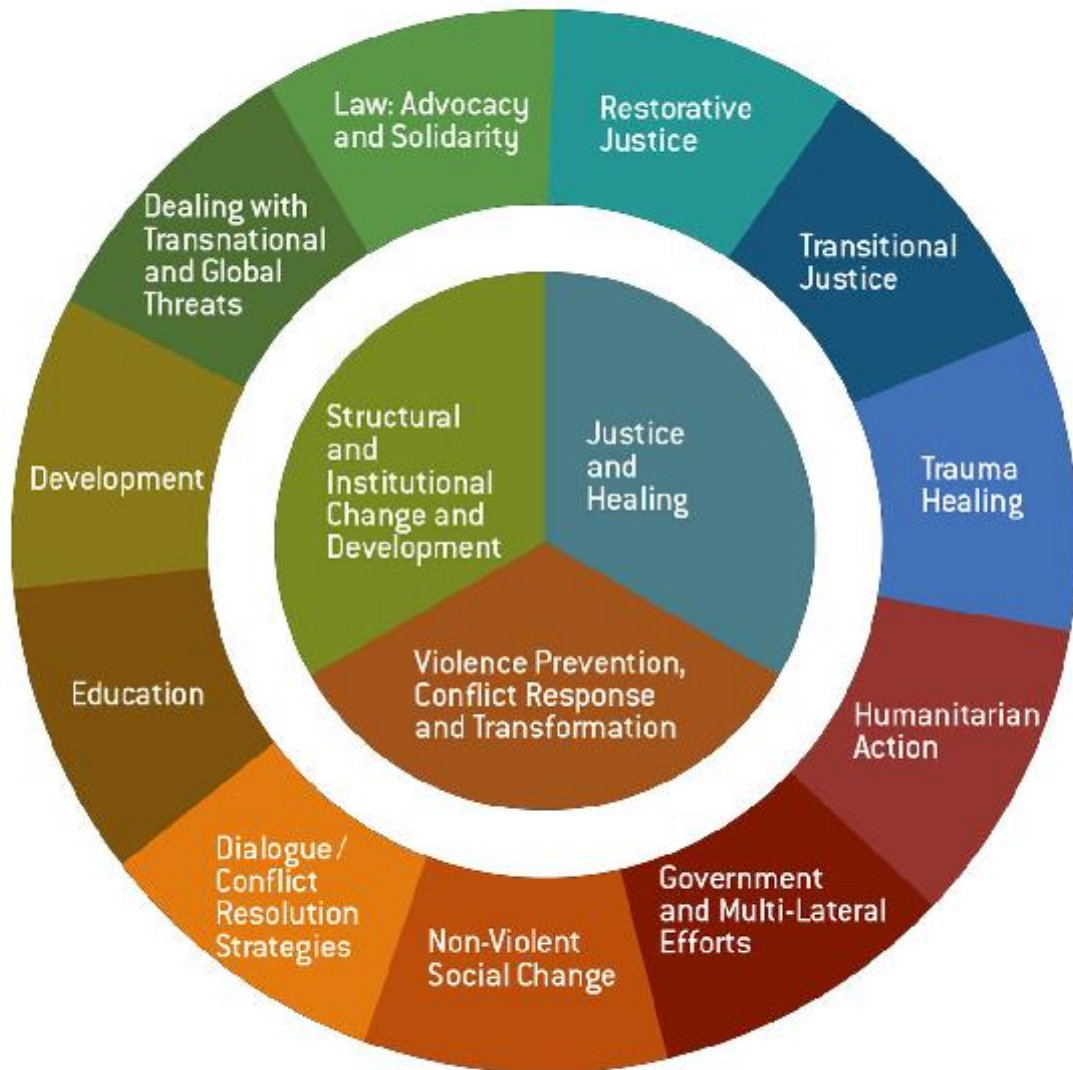 Law: Advocacy
and Solidarity
Restorative
Justice
Transitional
Justice
Trauma
Healing
Humanitarian
Action
Government
and Multi-Lateral
Efforts
Non-Violent
Social Change
Dialogue /
Conflict
Resolution
Strategies
Education
Development
Dealing with
Transnational
and Global
Threats
Structural
and
Institutional
Change and
Development
Justice
and
Healing
Violence Prevention,
Conflict Response
and Transformation